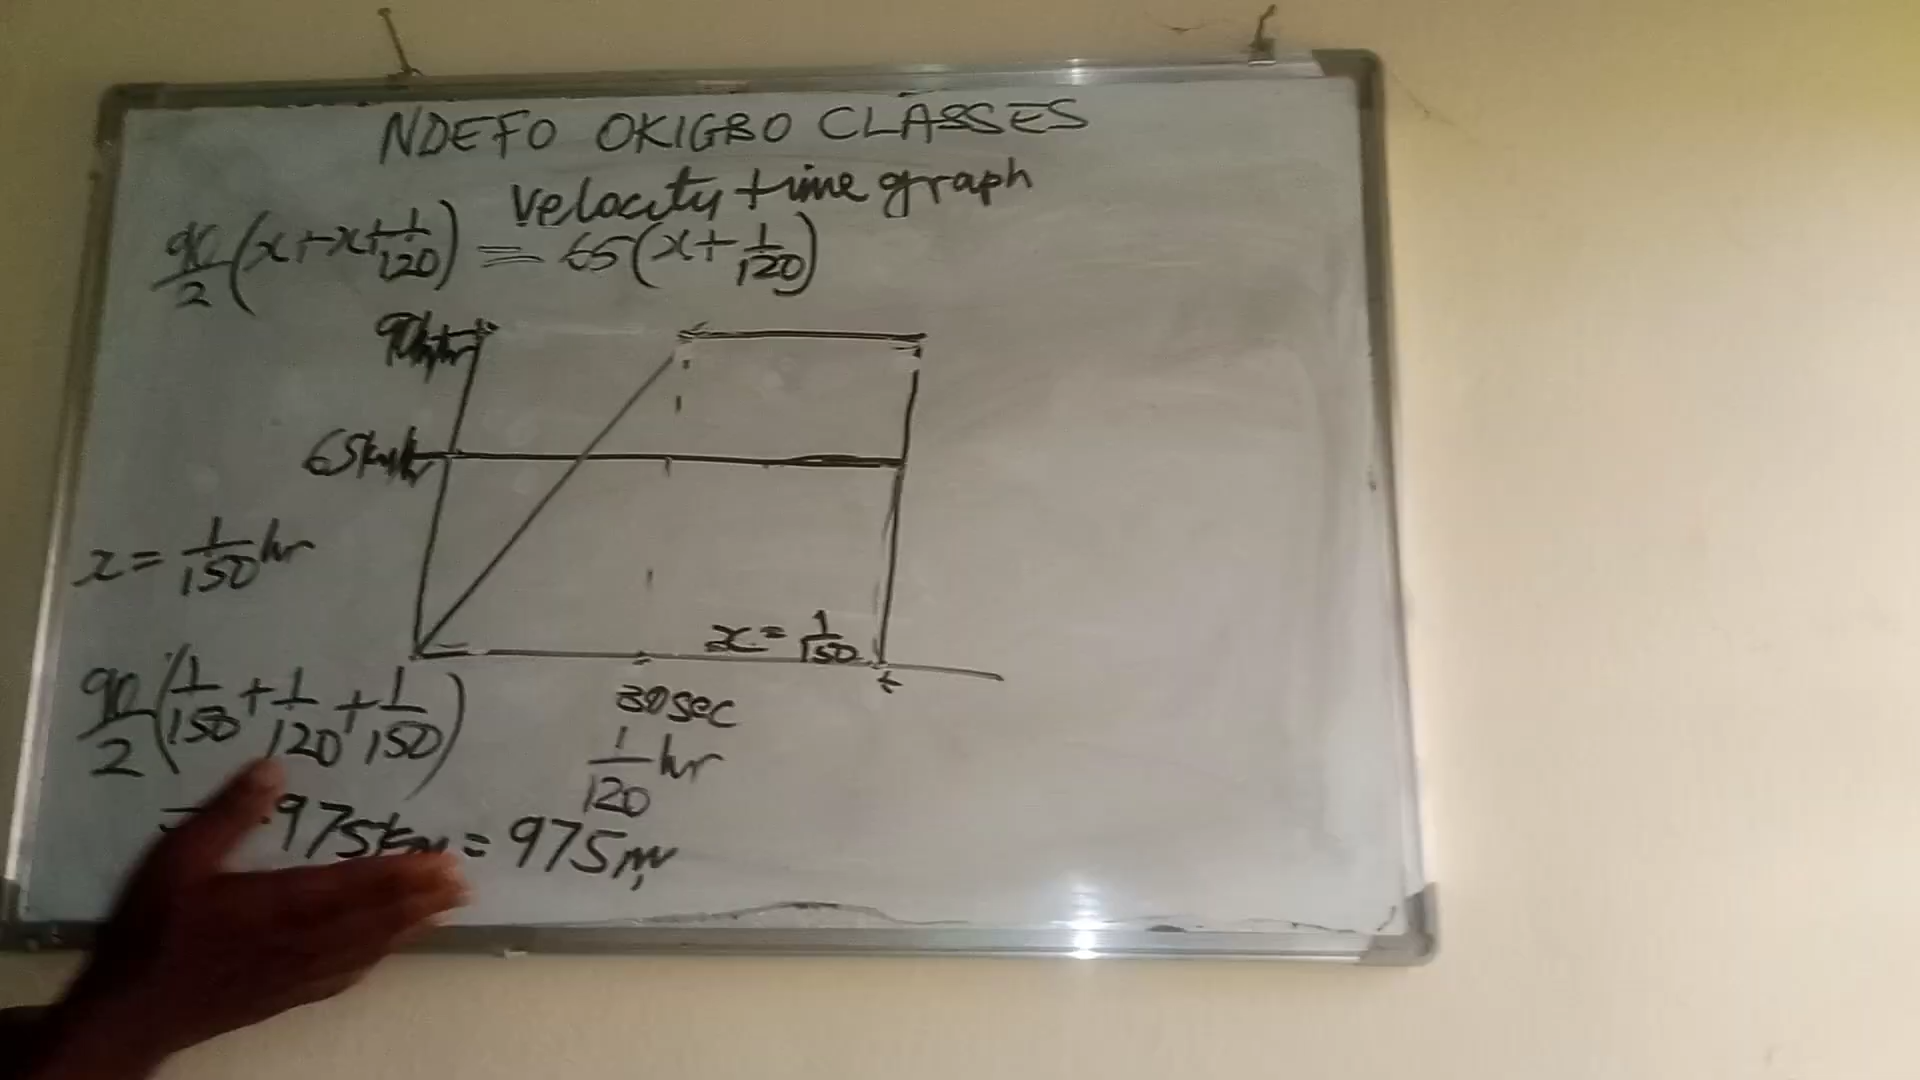 NDEFO OKIGBO CLASSES
Velocity time graph
90/2 (x+x+1/120) = 65(x+1/120)
90km/hr
65km/hr
x = 1/150 hr
x = 1/150
t
30sec
1/120 hr
90/2 (1/150 + 1/120 + 1/150)
= .975km = 975m